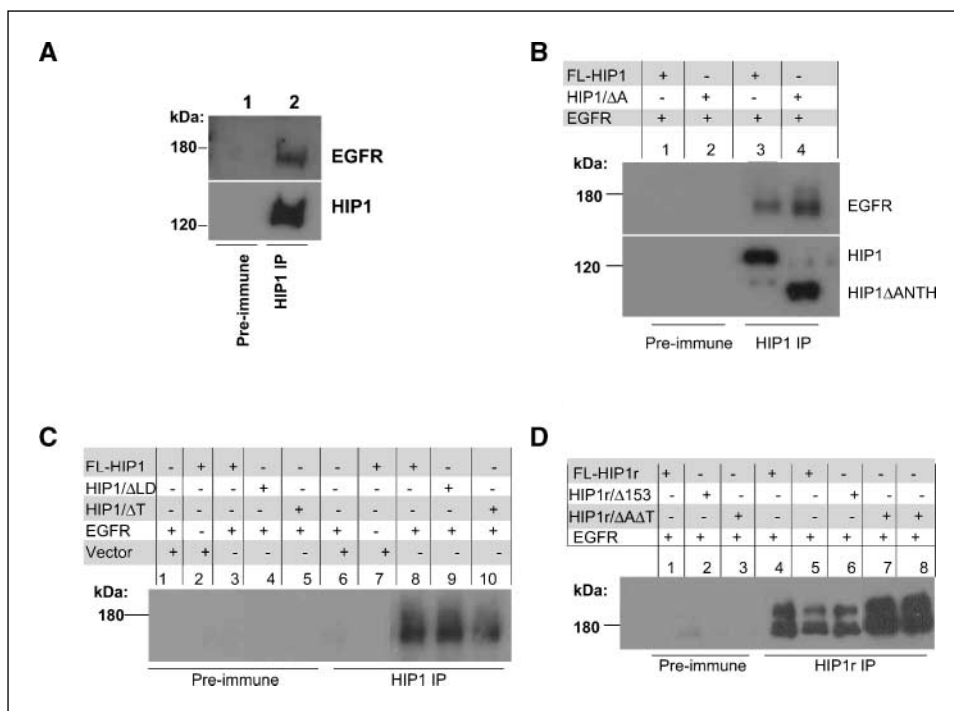 A
1 2
kDa:
180
EGFR
HIP1
120
Pre-immune
HIP1 IP
B
FL-HIP1 + - + -
HIP1/ΔA - + - +
EGFR + + + +
1 2 3 4
kDa:
180
EGFR
HIP1
120
HIP1ΔANTH
Pre-immune HIP1 IP
C
FL-HIP1 - + + - - - + + - -
HIP1/ΔLD - - - + - - - - + -
HIP1/ΔT - - - - + - - - - +
EGFR + - + + + + - + + +
Vector + + - - - + + - - -
1 2 3 4 5 6 7 8 9 10
kDa:
180
Pre-immune HIP1 IP
D
FL-HIP1r + - - + + - - -
HIP1r/Δ153 - + - - - + - -
HIP1r/ΔAΔT - - + - - - + +
EGFR + + + + + + + +
1 2 3 4 5 6 7 8
kDa:
180
Pre-immune HIP1r IP